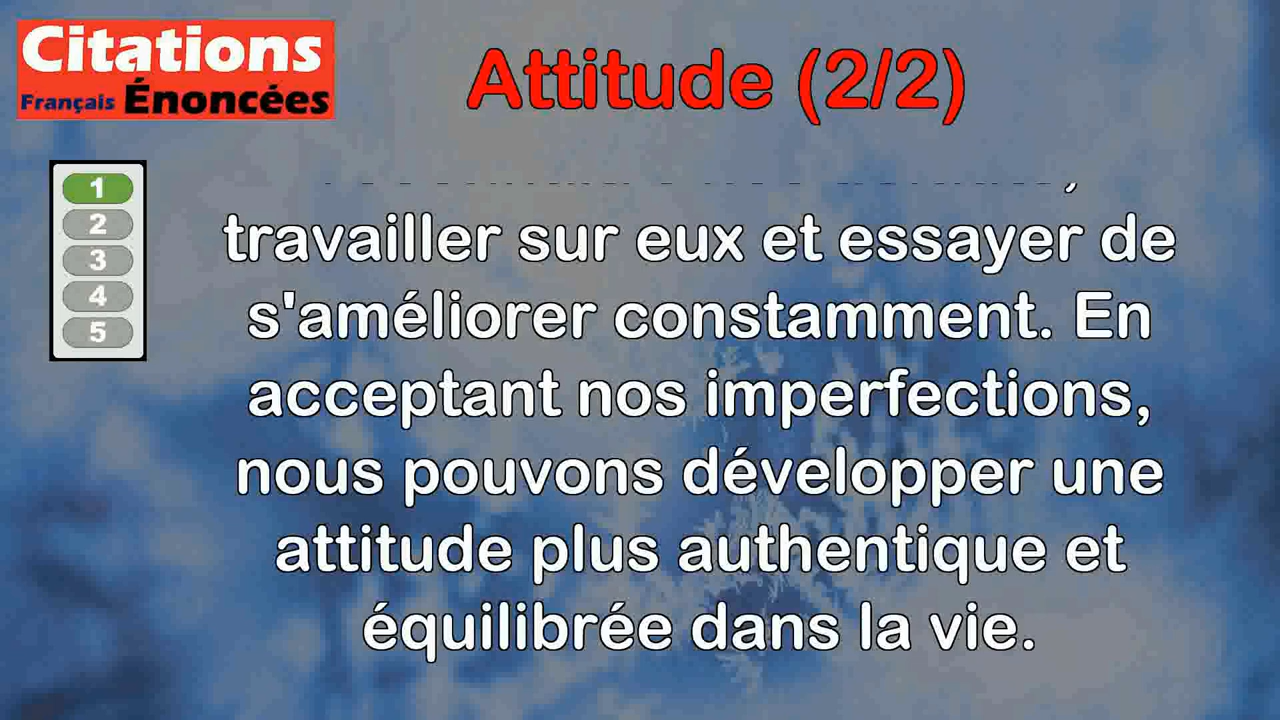 Citations
Français Énoncées
Attitude (2/2)
1
2
3
4
5
travailler sur eux et essayer de
s'améliorer constamment. En
acceptant nos imperfections,
nous pouvons développer une
attitude plus authentique et
équilibrée dans la vie.